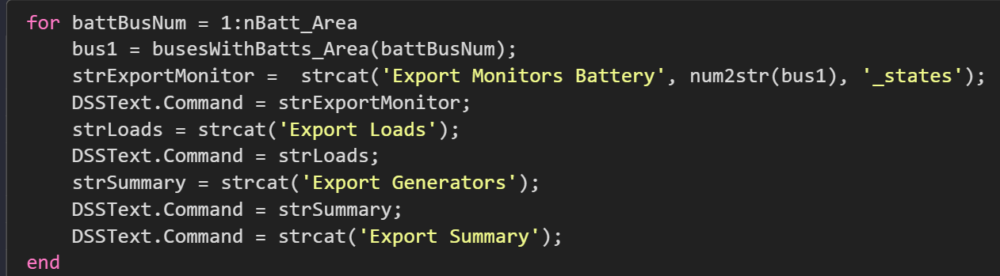 for battBusNum = 1:nBatt_Area
    bus1 = busesWithBatts_Area(battBusNum);
    strExportMonitor =  strcat('Export Monitors Battery', num2str(bus1), '_states');
    DSSText.Command = strExportMonitor;
    strLoads = strcat('Export Loads');
    DSSText.Command = strLoads;
    strSummary = strcat('Export Generators');
    DSSText.Command = strSummary;
    DSSText.Command = strcat('Export Summary');
end